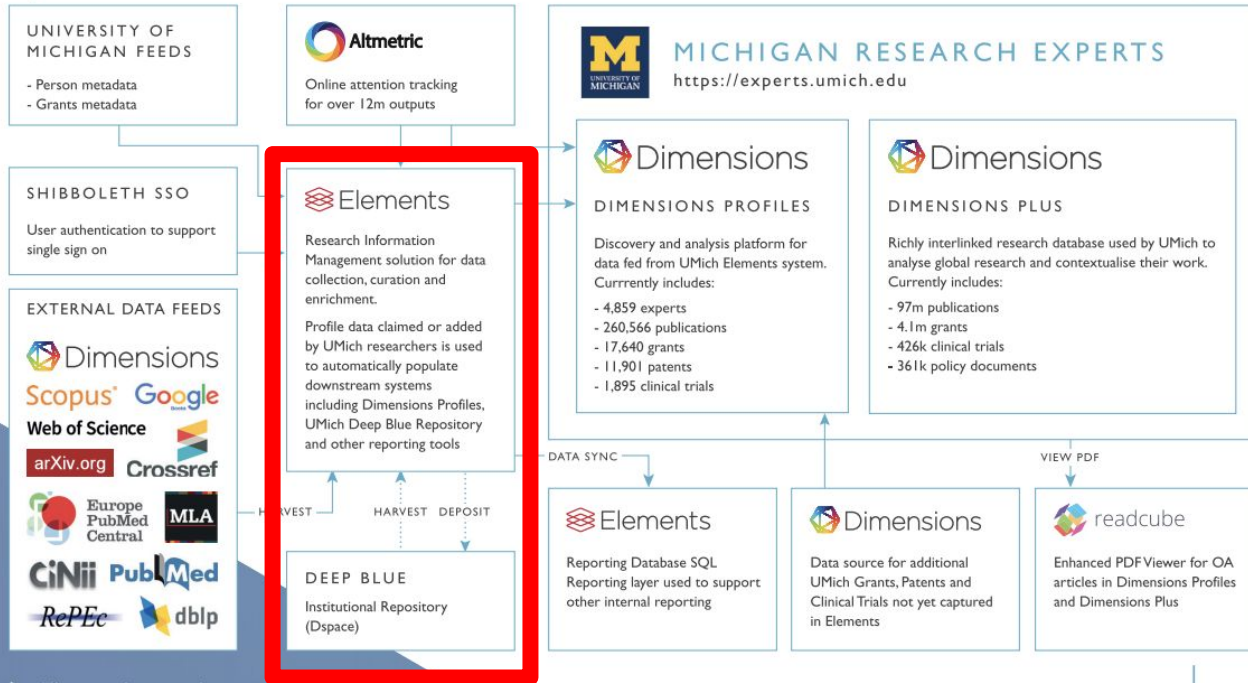 UNIVERSITY OF
MICHIGAN FEEDS
- Person metadata
- Grants metadata
Altmetric
Online attention tracking
for over 12m outputs
M
UNIVERSITY OF
MICHIGAN
MICHIGAN RESEARCH EXPERTS
https://experts.umich.edu
SHIBBOLETH SSO
User authentication to support
single sign on
Elements
Research Information
Management solution for data
collection, curation and
enrichment.
Profile data claimed or added
by UMich researchers is used
to automatically populate
downstream systems
including Dimensions Profiles,
UMich Deep Blue Repository
and other reporting tools
Dimensions
DIMENSIONS PROFILES
Discovery and analysis platform for
data fed from UMich Elements system.
Currrently includes:
- 4,859 experts
- 260,566 publications
- 17,640 grants
- 11,901 patents
- 1,895 clinical trials
Dimensions
DIMENSIONS PLUS
Richly interlinked research database used by UMich to
analyse global research and contextualise their work.
Currently includes:
- 97m publications
- 4.1m grants
- 426k clinical trials
- 361k policy documents
EXTERNAL DATA FEEDS
Dimensions
Scopus Google
Books
Web of Science
arXiv.org Crossref
Europe
PubMed
Central
MLA
CiNii PubMed
RePEc dblp
HARVEST
HARVEST DEPOSIT
DATA SYNC
VIEW PDF
DEEP BLUE
Institutional Repository
(Dspace)
Elements
Reporting Database SQL
Reporting layer used to support
other internal reporting
Dimensions
Data source for additional
UMich Grants, Patents and
Clinical Trials not yet captured
in Elements
readcube
Enhanced PDF Viewer for OA
articles in Dimensions Profiles
and Dimensions Plus